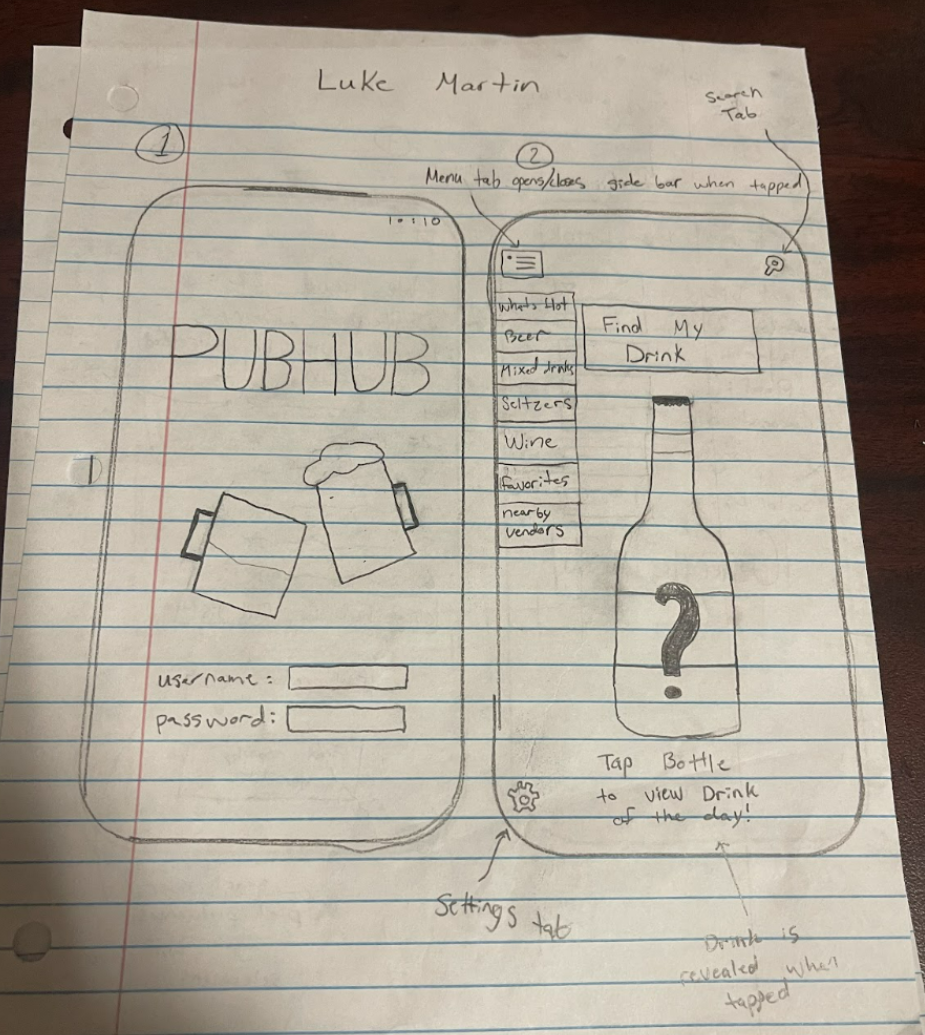 Luke Martin
Search
Tab
1
2
Menu tab opens/closes side bar when tapped
10:10
PUBHUB
username:
password:
Whats Hot
Beer
Mixed drinks
Seltzers
Wine
favorites
nearby
vendors
Find My
Drink
?
Tap Bottle
to view Drink
of the day!
Settings tab
Drink is
revealed when
tapped